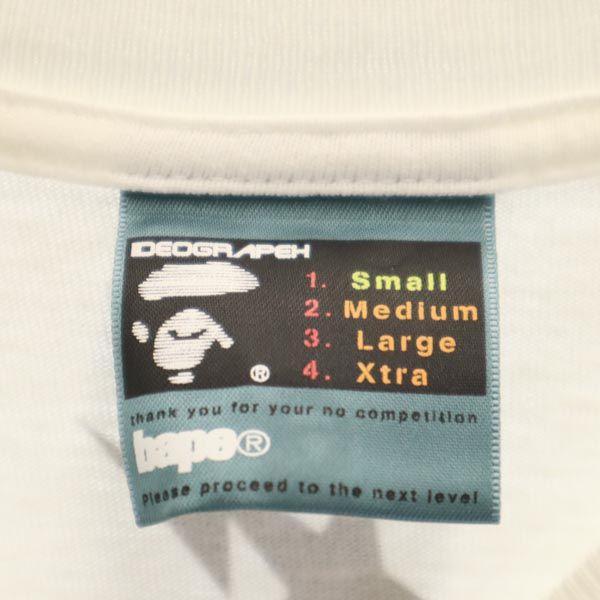 IDEOGRAPEH
1. Small
2. Medium
3. Large
4. Xtra
®
thank you for your no competition
bape®
Please proceed to the next level